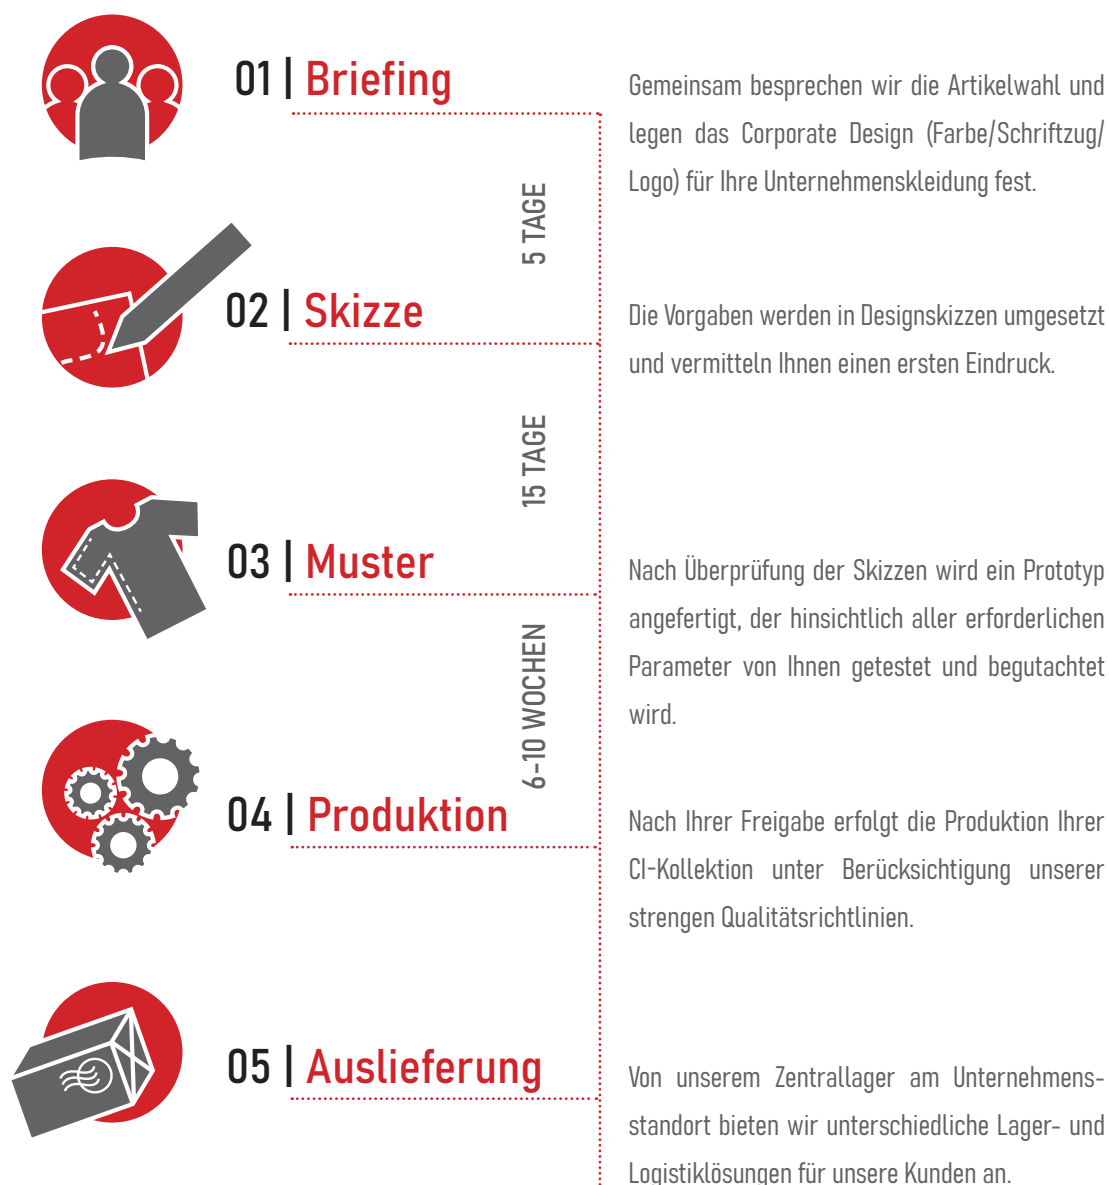 01 | Briefing
Gemeinsam besprechen wir die Artikelwahl und
legen das Corporate Design (Farbe/Schriftzug/
Logo) für Ihre Unternehmenskleidung fest.
5 TAGE
02 | Skizze
Die Vorgaben werden in Designskizzen umgesetzt
und vermitteln Ihnen einen ersten Eindruck.
15 TAGE
03 | Muster
Nach Überprüfung der Skizzen wird ein Prototyp
angefertigt, der hinsichtlich aller erforderlichen
Parameter von Ihnen getestet und begutachtet
wird.
6-10 WOCHEN
04 | Produktion
Nach Ihrer Freigabe erfolgt die Produktion Ihrer
CI-Kollektion unter Berücksichtigung unserer
strengen Qualitätsrichtlinien.
05 | Auslieferung
Von unserem Zentrallager am Unternehmens-
standort bieten wir unterschiedliche Lager- und
Logistiklösungen für unsere Kunden an.